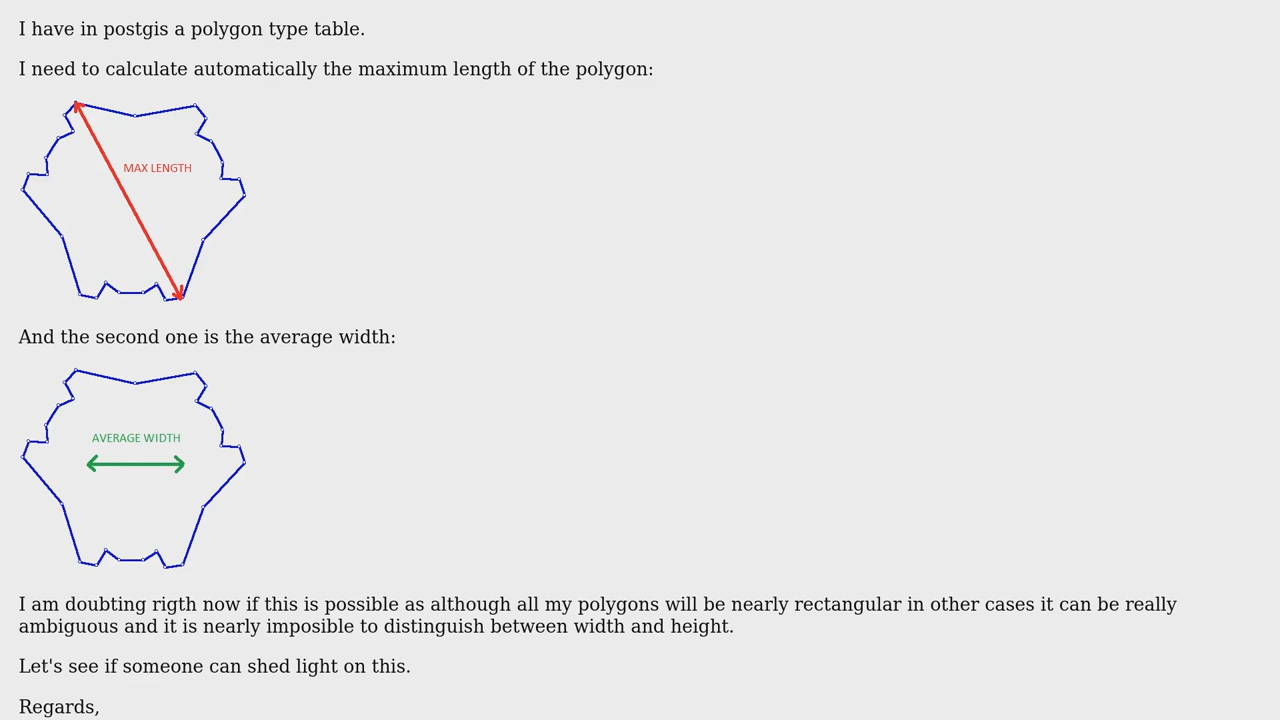 I have in postgis a polygon type table.
I need to calculate automatically the maximum length of the polygon:
MAX LENGTH
And the second one is the average width:
AVERAGE WIDTH
I am doubting rigth now if this is possible as although all my polygons will be nearly rectangular in other cases it can be really
ambiguous and it is nearly imposible to distinguish between width and height.
Let's see if someone can shed light on this.
Regards,